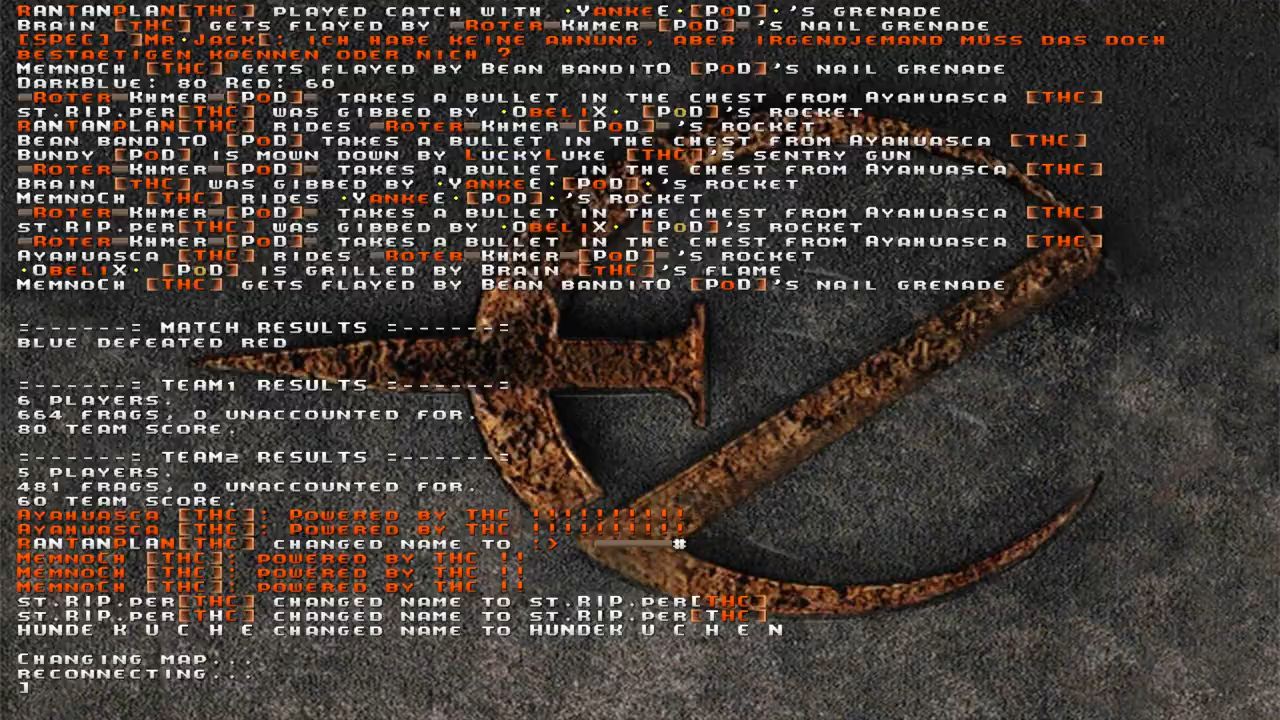 RANTANPLAN[THC] PLAYED CATCH WITH ·YANKEE·[PoD]·'S GRENADE
BRAIN [THC] GETS FLAYED BY =ROTER=KHMER=[PoD]=-'S NAIL GRENADE
[SPEC] ]MR·JACK[: ICH HABE KEINE AHNUNG, ABER IRGENDJEMAND MUSS DAS DOCH
BESTAETIGEN KOENNEN ODER NICH ?
MEMNOCH [THC] GETS FLAYED BY BEAN BANDITO [PoD]'S NAIL GRENADE
DARKBLUE: 80 RED: 60
=ROTER=KHMER=[PoD]= TAKES A BULLET IN THE CHEST FROM AYAHUASCA [THC]
ST.RIP.PER[THC] WAS GIBBED BY ·OBELIX· [PoD]'S ROCKET
RANTANPLAN[THC] RIDES =ROTER=KHMER=[PoD]='S ROCKET
BEAN BANDITO [PoD] TAKES A BULLET IN THE CHEST FROM AYAHUASCA [THC]
BUNDY [PoD] IS MOWN DOWN BY LUCKYLUKE [THC]'S SENTRY GUN
=ROTER=KHMER=[PoD]= TAKES A BULLET IN THE CHEST FROM AYAHUASCA [THC]
BRAIN [THC] WAS GIBBED BY ·YANKEE·[PoD]·'S ROCKET
MEMNOCH [THC] RIDES ·YANKEE·[PoD]·'S ROCKET
=ROTER=KHMER=[PoD]= TAKES A BULLET IN THE CHEST FROM AYAHUASCA [THC]
ST.RIP.PER[THC] WAS GIBBED BY ·OBELIX· [PoD]'S ROCKET
=ROTER=KHMER=[PoD]= TAKES A BULLET IN THE CHEST FROM AYAHUASCA [THC]
AYAHUASCA [THC] RIDES =ROTER=KHMER=[PoD]='S ROCKET
·OBELIX· [PoD] IS GRILLED BY BRAIN [THC]'S FLAME
MEMNOCH [THC] GETS FLAYED BY BEAN BANDITO [PoD]'S NAIL GRENADE
=-------= MATCH RESULTS =-------=
BLUE DEFEATED RED
=-------= TEAM1 RESULTS =-------=
6 PLAYERS.
664 FRAGS, 0 UNACCOUNTED FOR.
80 TEAM SCORE.
=-------= TEAM2 RESULTS =-------=
5 PLAYERS.
481 FRAGS, 0 UNACCOUNTED FOR.
60 TEAM SCORE.
AYAHUASCA [THC]: POWERED BY THC !!!!!!!!!!
AYAHUASCA [THC]: POWERED BY THC !!!!!!!!!!
RANTANPLAN[THC] CHANGED NAME TO :> ========#
MEMNOCH [THC]: POWERED BY THC !!
MEMNOCH [THC]: POWERED BY THC !!
MEMNOCH [THC]: POWERED BY THC !!
ST.RIP.PER[THC] CHANGED NAME TO ST.RIP.PER[THC]
ST.RIP.PER[THC] CHANGED NAME TO ST.RIP.PER[THC]
HUNDE K U C H E CHANGED NAME TO HUNDEK U C H E N
CHANGING MAP...
RECONNECTING...
]